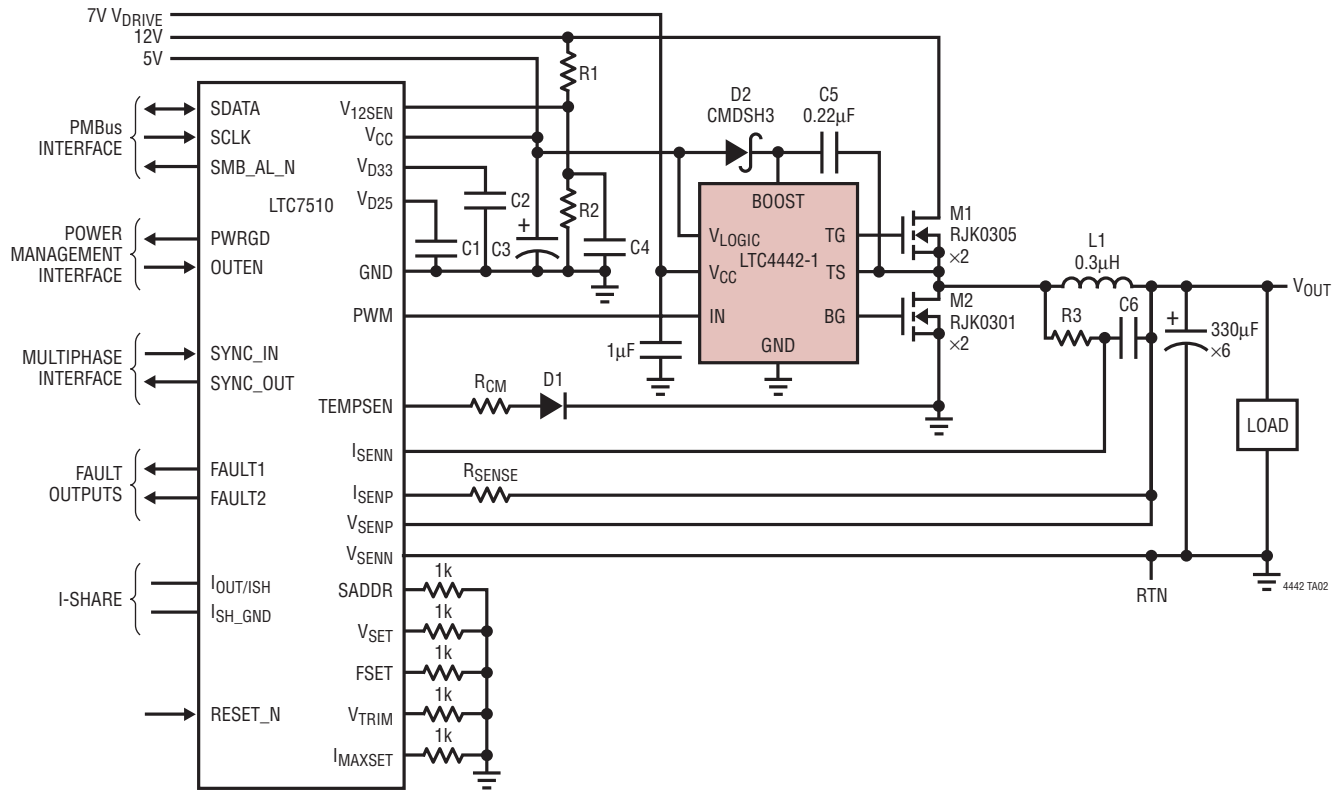 7V VDRIVE
12V
5V
R1
SDATA
SCLK
SMB_AL_N
PMBus
INTERFACE
V12SEN
VCC
VD33
VD25
LTC7510
PWRGD
OUTEN
POWER
MANAGEMENT
INTERFACE
GND
PWM
C1
C2
C3
+
R2
C4
D2
CMDSH3
C5
0.22µF
BOOST
VLOGIC
LTC4442-1
VCC
IN
TG
TS
BG
GND
1µF
M1
RJK0305
×2
M2
RJK0301
×2
L1
0.3µH
R3
C6
+
330µF
×6
VOUT
LOAD
SYNC_IN
SYNC_OUT
MULTIPHASE
INTERFACE
TEMPSEN
RCM
D1
FAULT1
FAULT2
FAULT
OUTPUTS
ISENN
ISENP
RSENSE
VSENP
VSENN
RTN
4442 TA02
I-SHARE
IOUT/ISH
ISH_GND
SADDR
1k
VSET
1k
FSET
1k
VTRIM
1k
IMAXSET
1k
RESET_N